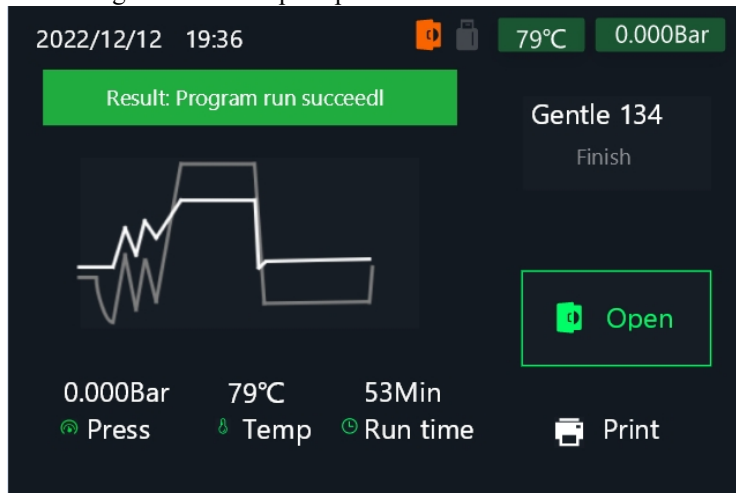 2022/12/12 19:36
79℃ 0.000Bar
Result: Program run succeedl
Gentle 134
Finish
Open
0.000Bar 79℃ 53Min
Press Temp Run time
Print